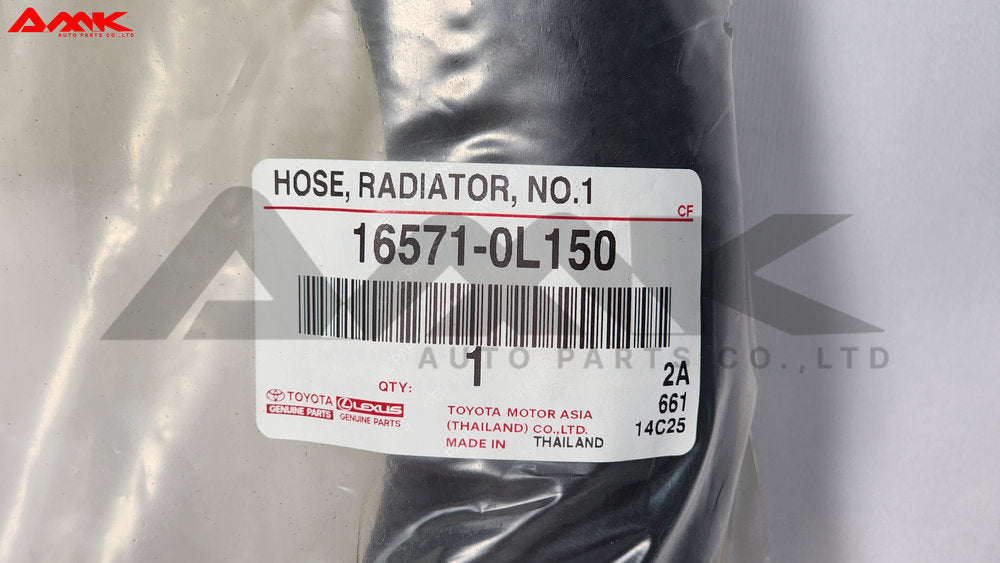 AMK
AUTO PARTS CO.,LTD
HOSE, RADIATOR, NO.1
CF
16571-0L150
AMK
AUTO PARTS CO.,LTD
1
QTY:
2A
661
14C25
TOYOTA
GENUINE PARTS
LEXUS
GENUINE PARTS
TOYOTA MOTOR ASIA
(THAILAND) CO.,LTD.
MADE IN THAILAND